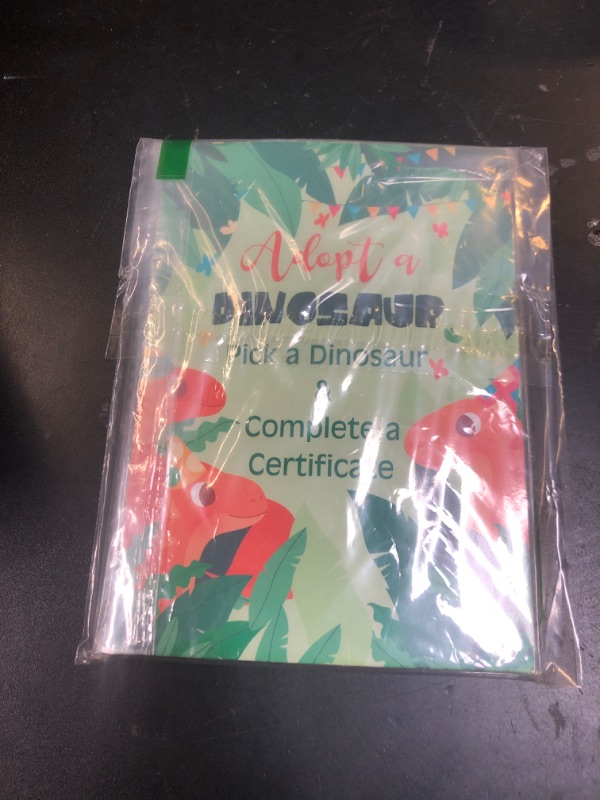 Adopt a
DINOSAUR
Pick a Dinosaur
&
Complete a
Certificate